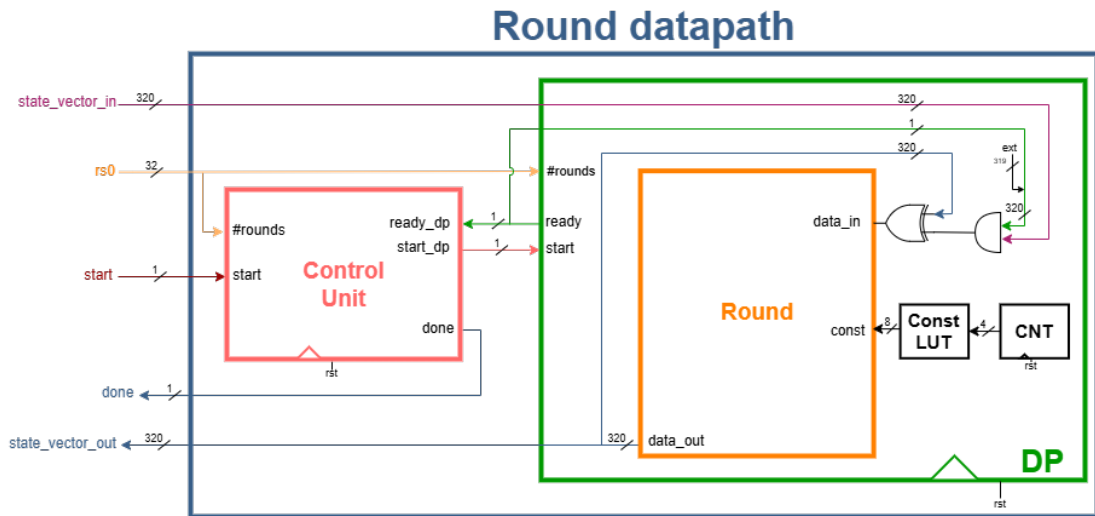 Round datapath
state_vector_in
320
320
1
320
ext
319
rs0
32
#rounds
320
#rounds
ready_dp
1
ready
data_in
start_dp
1
start
start
1
start
Control
Unit
Round
done
const
8
Const
LUT
4
CNT
rst
rst
done
1
state_vector_out
320
320
data_out
DP
rst